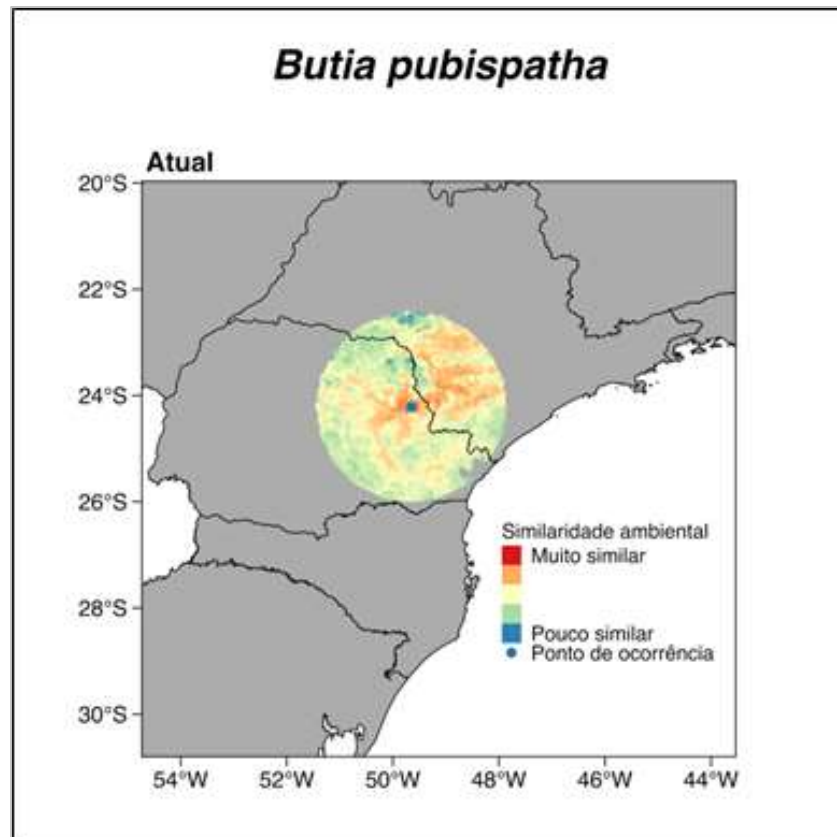 Butia pubispatha
Atual
20°S
22°S
24°S
26°S
28°S
30°S
Similaridade ambiental
Muito similar
Pouco similar
Ponto de ocorrência
54°W 52°W 50°W 48°W 46°W 44°W